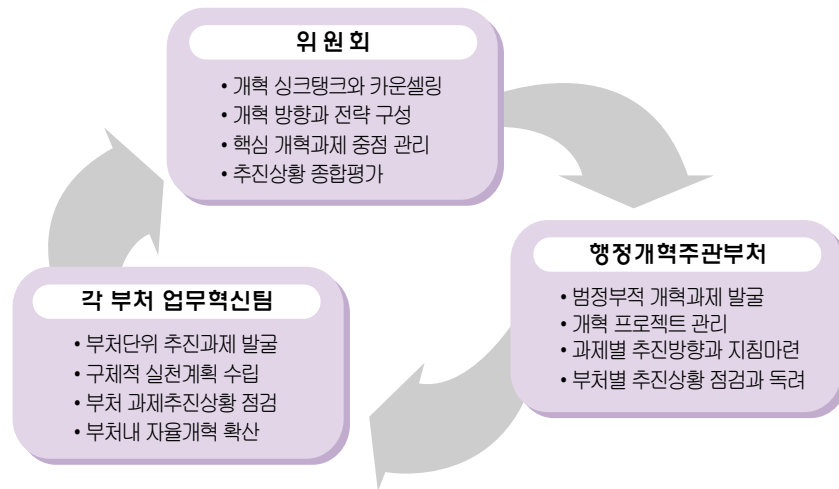 위원회
• 개혁 싱크탱크와 카운셀링
• 개혁 방향과 전략 구성
• 핵심 개혁과제 중점 관리
• 추진상황 종합평가
행정개혁주관부처
• 범정부적 개혁과제 발굴
• 개혁 프로젝트 관리
• 과제별 추진방향과 지침마련
• 부처별 추진상황 점검과 독려
각 부처 업무혁신팀
• 부처단위 추진과제 발굴
• 구체적 실천계획 수립
• 부처 과제추진상황 점검
• 부처내 자율개혁 확산